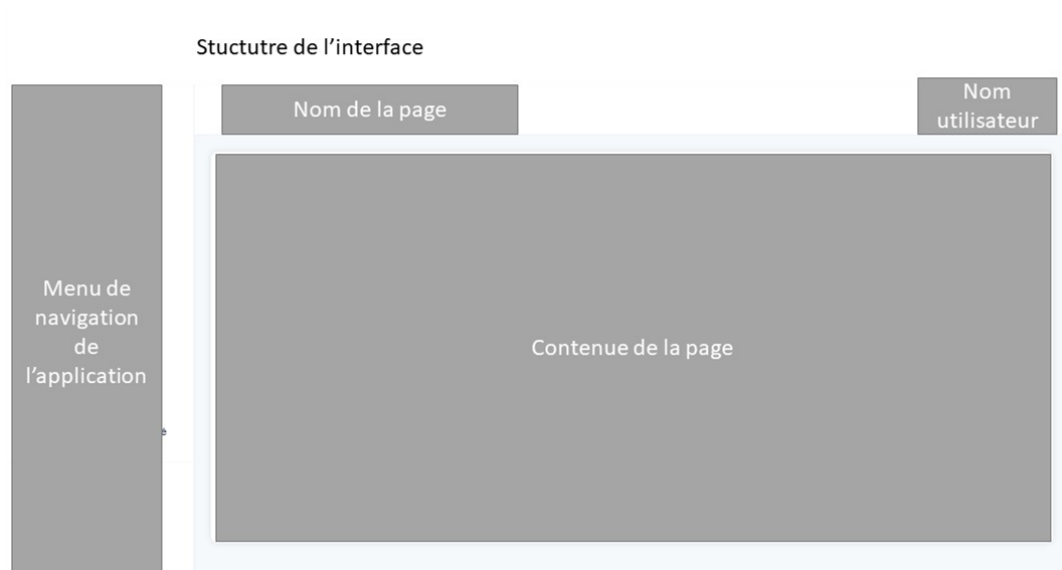 Stuctutre de l’interface
Nom de la page
Nom
utilisateur
Menu de
navigation
de
l’application
Contenue de la page